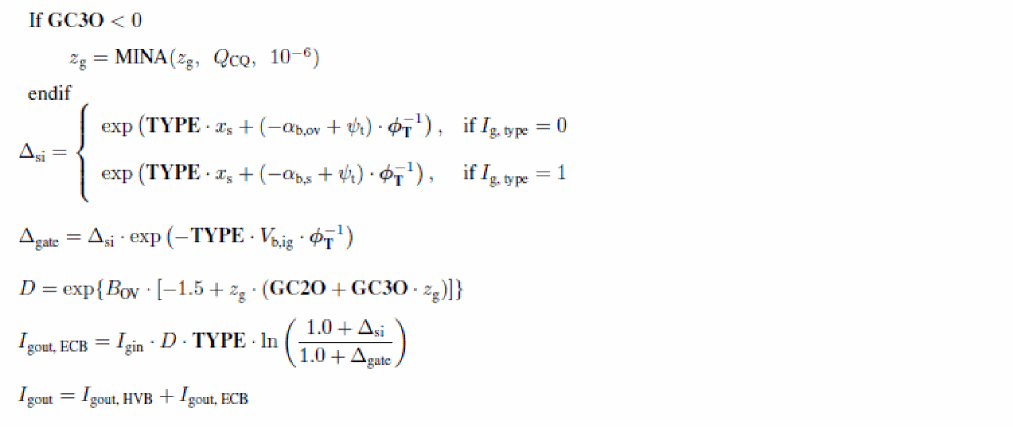 If GC3O < 0
z_g = MINA(z_g, Q_CQ, 10^{-6})
endif
Δ_si = { exp (TYPE · x_s + (−α_{b,ov} + ψ_t) · ϕ_T^{-1}) , if I_{g, type} = 0
exp (TYPE · x_s + (−α_{b,s} + ψ_t) · ϕ_T^{-1}) , if I_{g, type} = 1
Δ_gate = Δ_si · exp (−TYPE · V_{b,ig} · ϕ_T^{-1})
D = exp{B_OV · [−1.5 + z_g · (GC2O + GC3O · z_g)]}
I_{gout, ECB} = I_gin · D · TYPE · ln ( (1.0 + Δ_si) / (1.0 + Δ_gate) )
I_gout = I_{gout, HVB} + I_{gout, ECB}